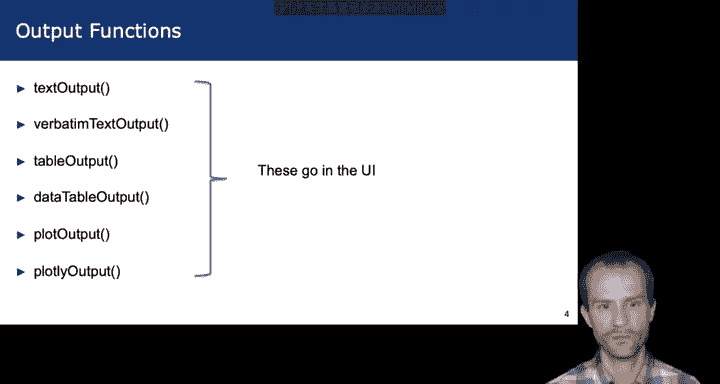 Output Functions
textOutput()
verbatimTextOutput()
tableOutput()
dataTableOutput()
plotOutput()
plotlyOutput()
These go in the UI
4